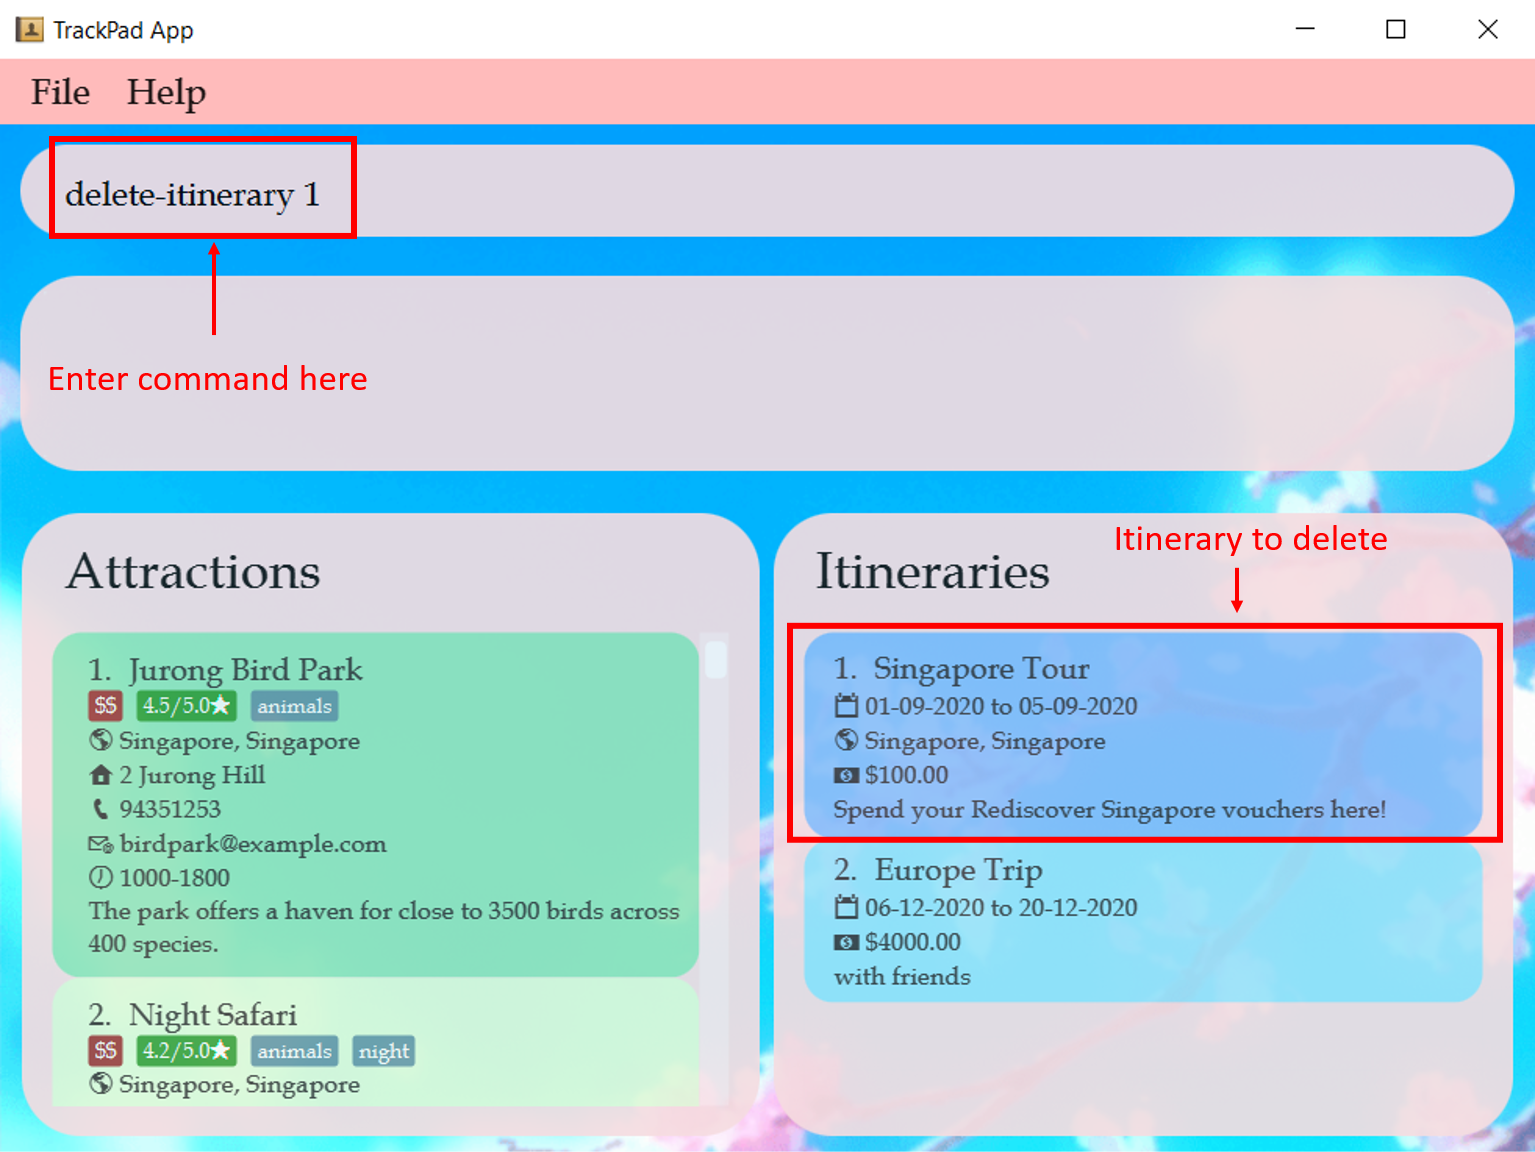 TrackPad App
File Help
delete-itinerary 1
Enter command here
Attractions
1. Jurong Bird Park
$$ 4.5/5.0★ animals
Singapore, Singapore
2 Jurong Hill
94351253
birdpark@example.com
1000-1800
The park offers a haven for close to 3500 birds across
400 species.
2. Night Safari
$$ 4.2/5.0★ animals night
Singapore, Singapore
Itinerary to delete
Itineraries
1. Singapore Tour
01-09-2020 to 05-09-2020
Singapore, Singapore
$100.00
Spend your Rediscover Singapore vouchers here!
2. Europe Trip
06-12-2020 to 20-12-2020
$4000.00
with friends